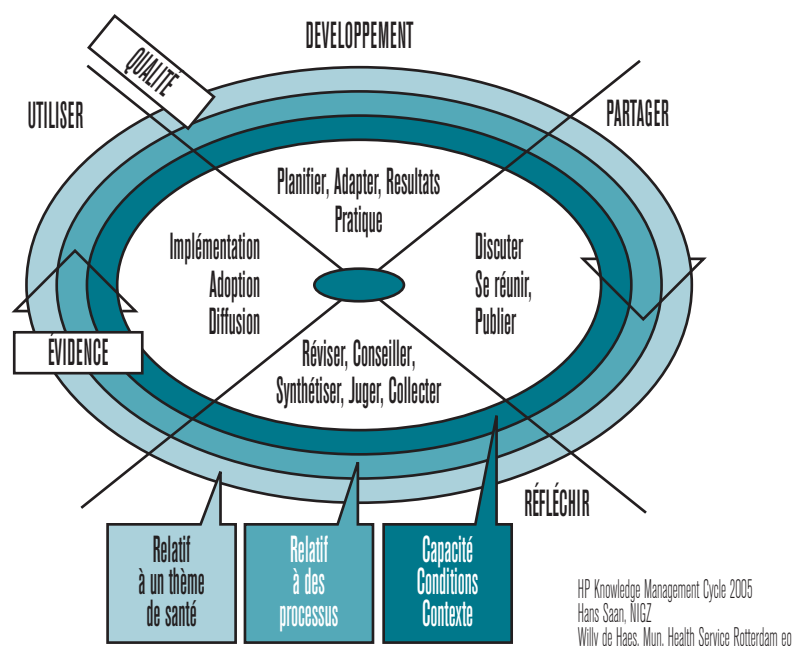 DEVELOPPEMENT
QUALITÉ
UTILISER
PARTAGER
Planifier, Adapter, Resultats
Pratique
Implémentation
Adoption
Diffusion
Discuter
Se réunir,
Publier
ÉVIDENCE
Réviser, Conseiller,
Synthétiser, Juger, Collecter
RÉFLÉCHIR
Relatif
à un thème
de santé
Relatif
à des
processus
Capacité
Conditions
Contexte
HP Knowledge Management Cycle 2005
Hans Saan, NIGZ
Willy de Haes, Mun. Health Service Rotterdam eo